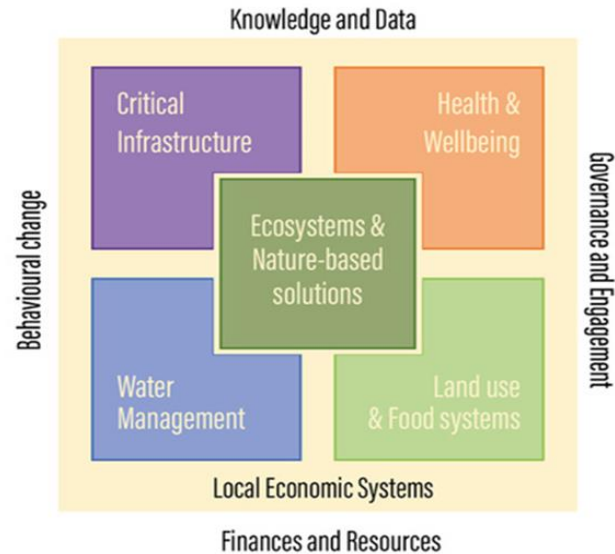 Knowledge and Data
Critical
Infrastructure
Health &
Wellbeing
Behavioural change
Ecosystems &
Nature-based
solutions
Governance and Engagement
Water
Management
Land use
& Food systems
Local Economic Systems
Finances and Resources